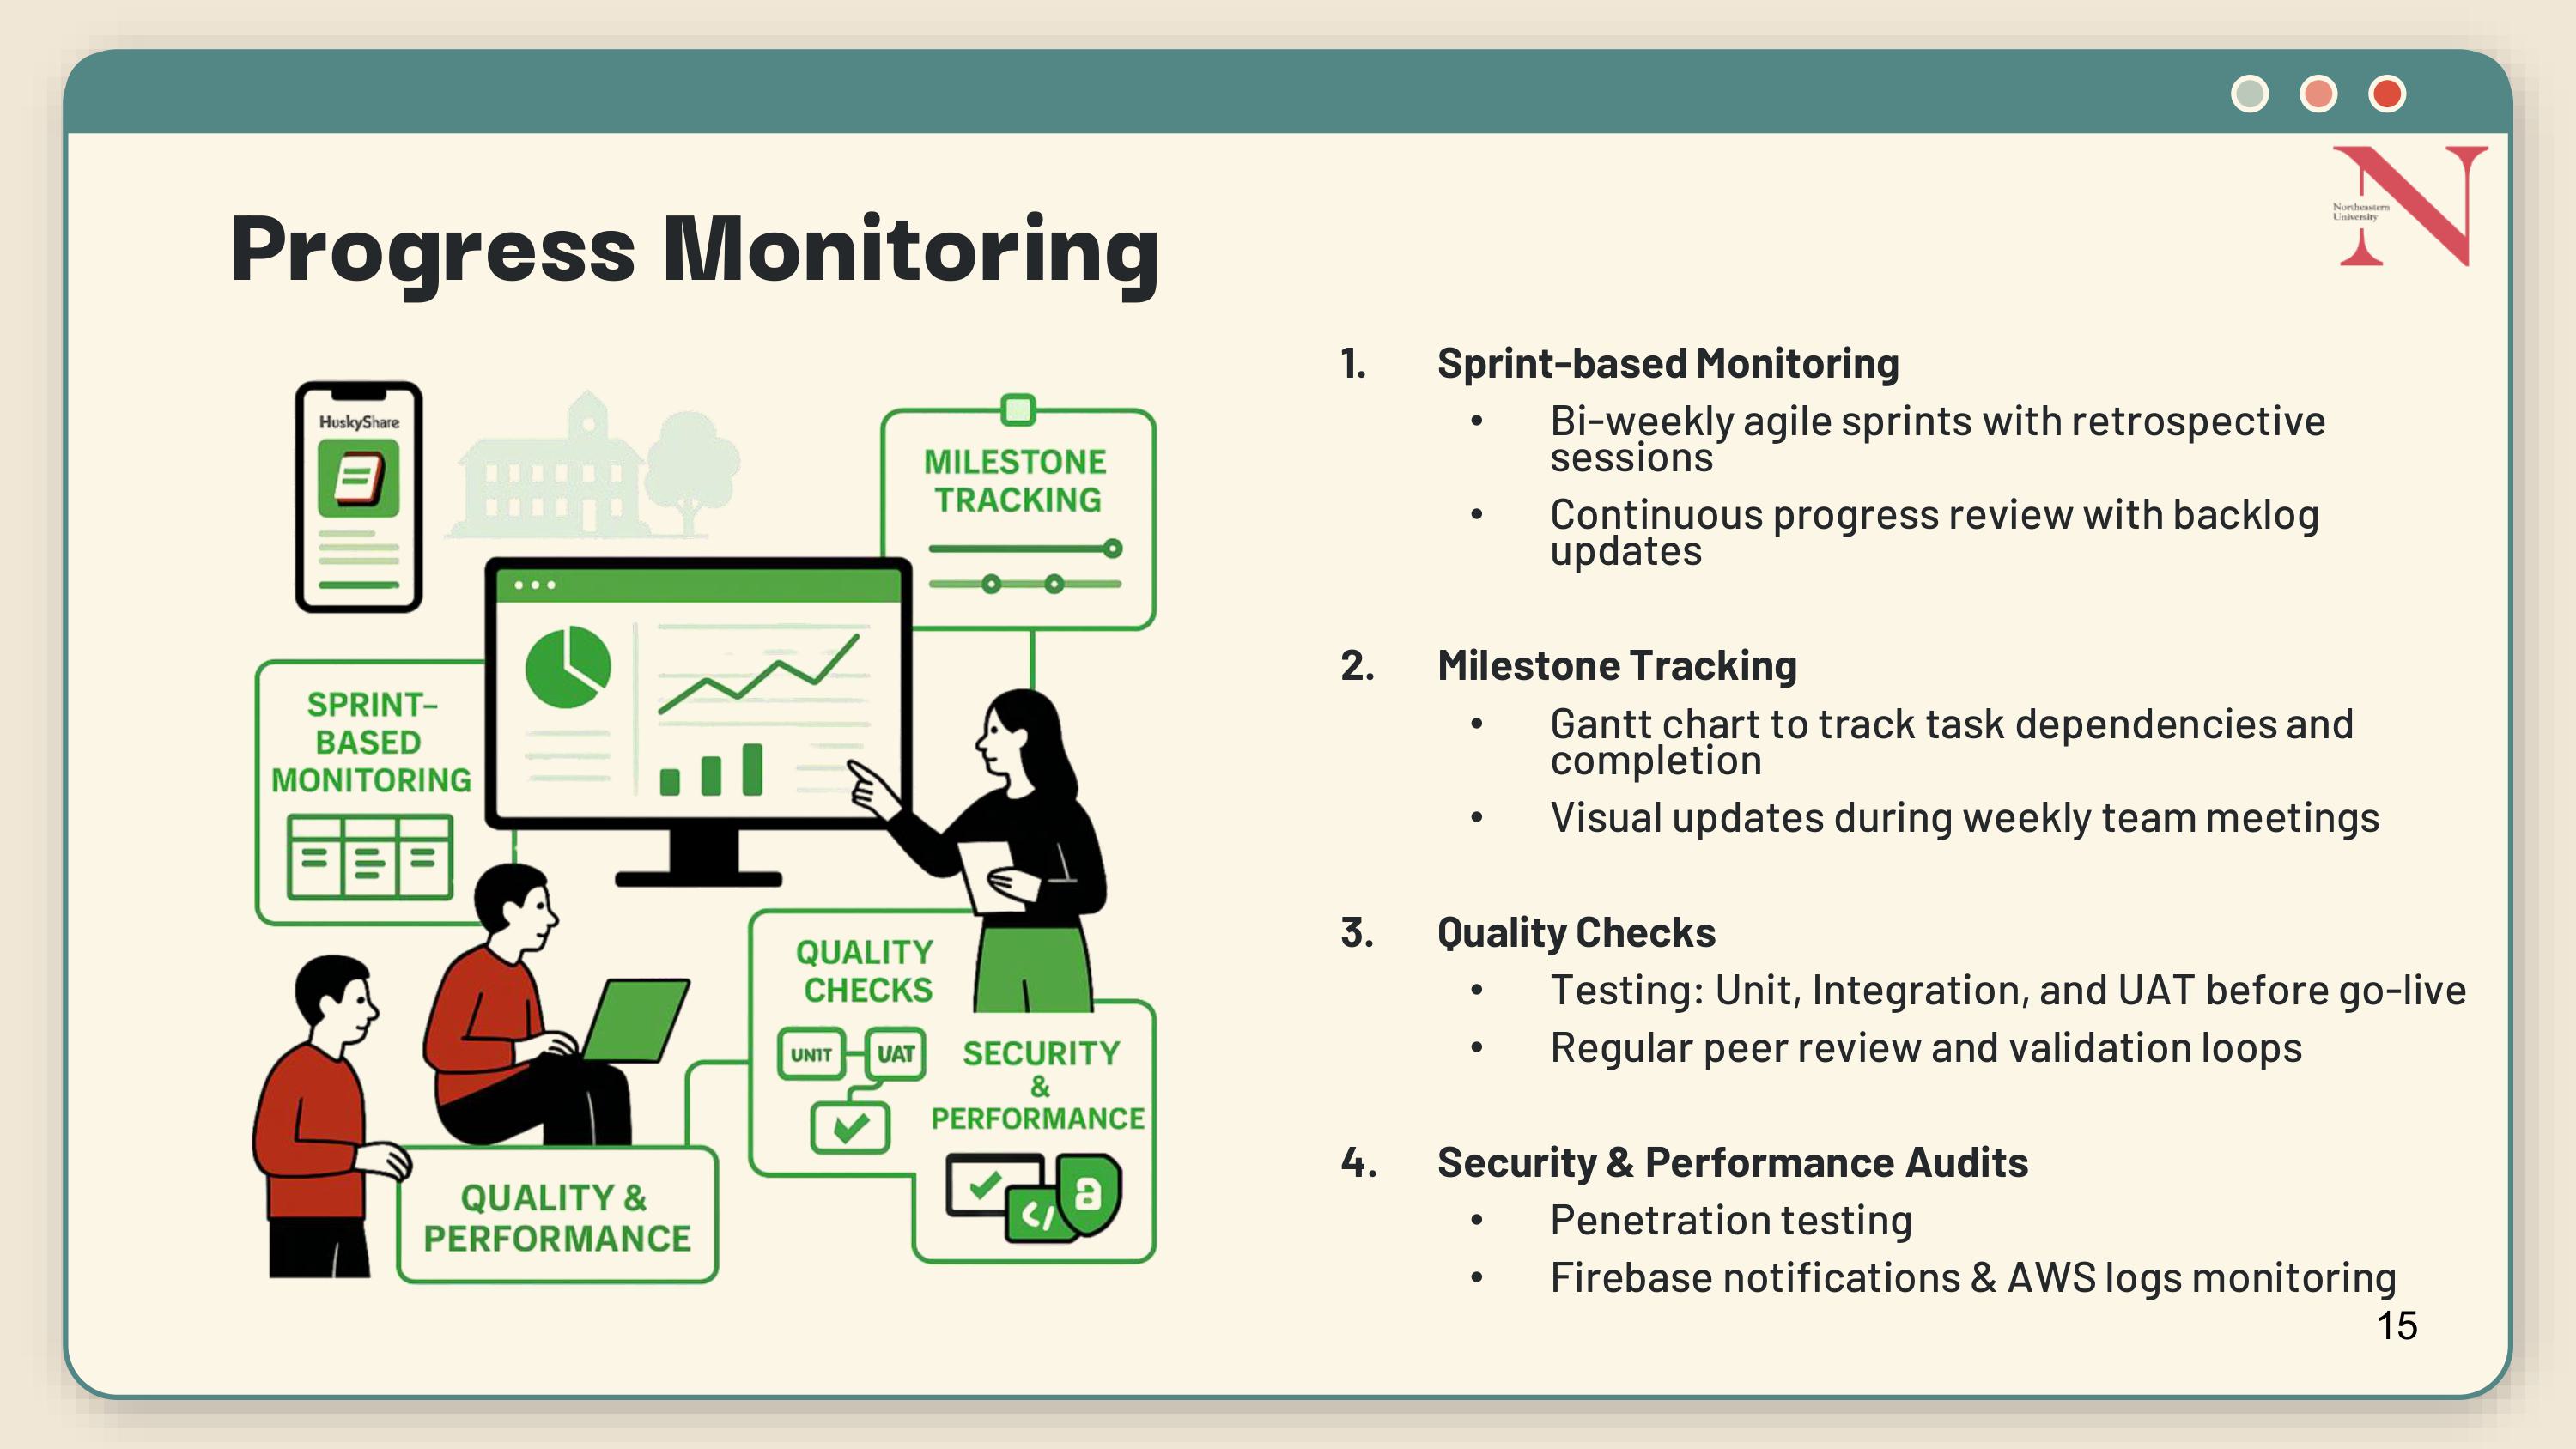 Northeastern
University
Progress Monitoring
HuskyShare
MILESTONE
TRACKING
SPRINT-
BASED
MONITORING
QUALITY
CHECKS
UNIT
UAT
SECURITY
&
PERFORMANCE
</>
a
QUALITY &
PERFORMANCE
1. Sprint-based Monitoring
• Bi-weekly agile sprints with retrospective
sessions
• Continuous progress review with backlog
updates
2. Milestone Tracking
• Gantt chart to track task dependencies and
completion
• Visual updates during weekly team meetings
3. Quality Checks
• Testing: Unit, Integration, and UAT before go-live
• Regular peer review and validation loops
4. Security & Performance Audits
• Penetration testing
• Firebase notifications & AWS logs monitoring
15